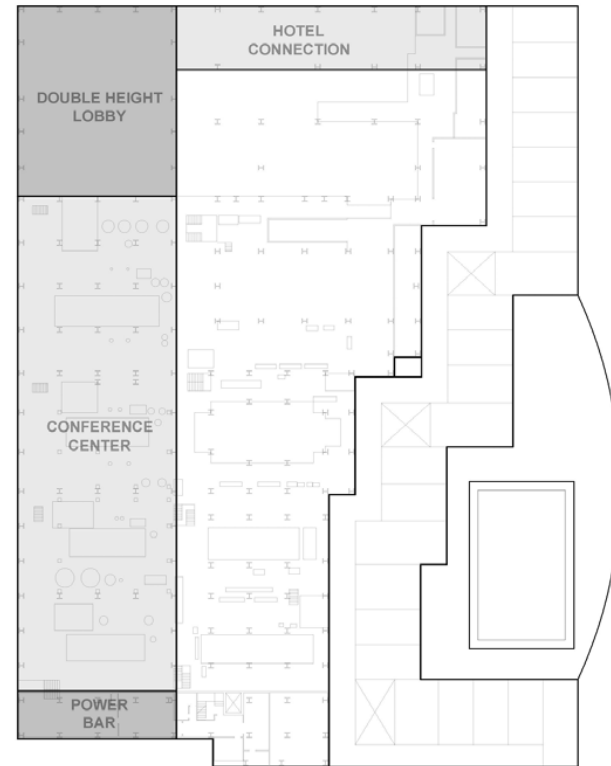 HOTEL
CONNECTION
DOUBLE HEIGHT
LOBBY
CONFERENCE
CENTER
POWER
BAR